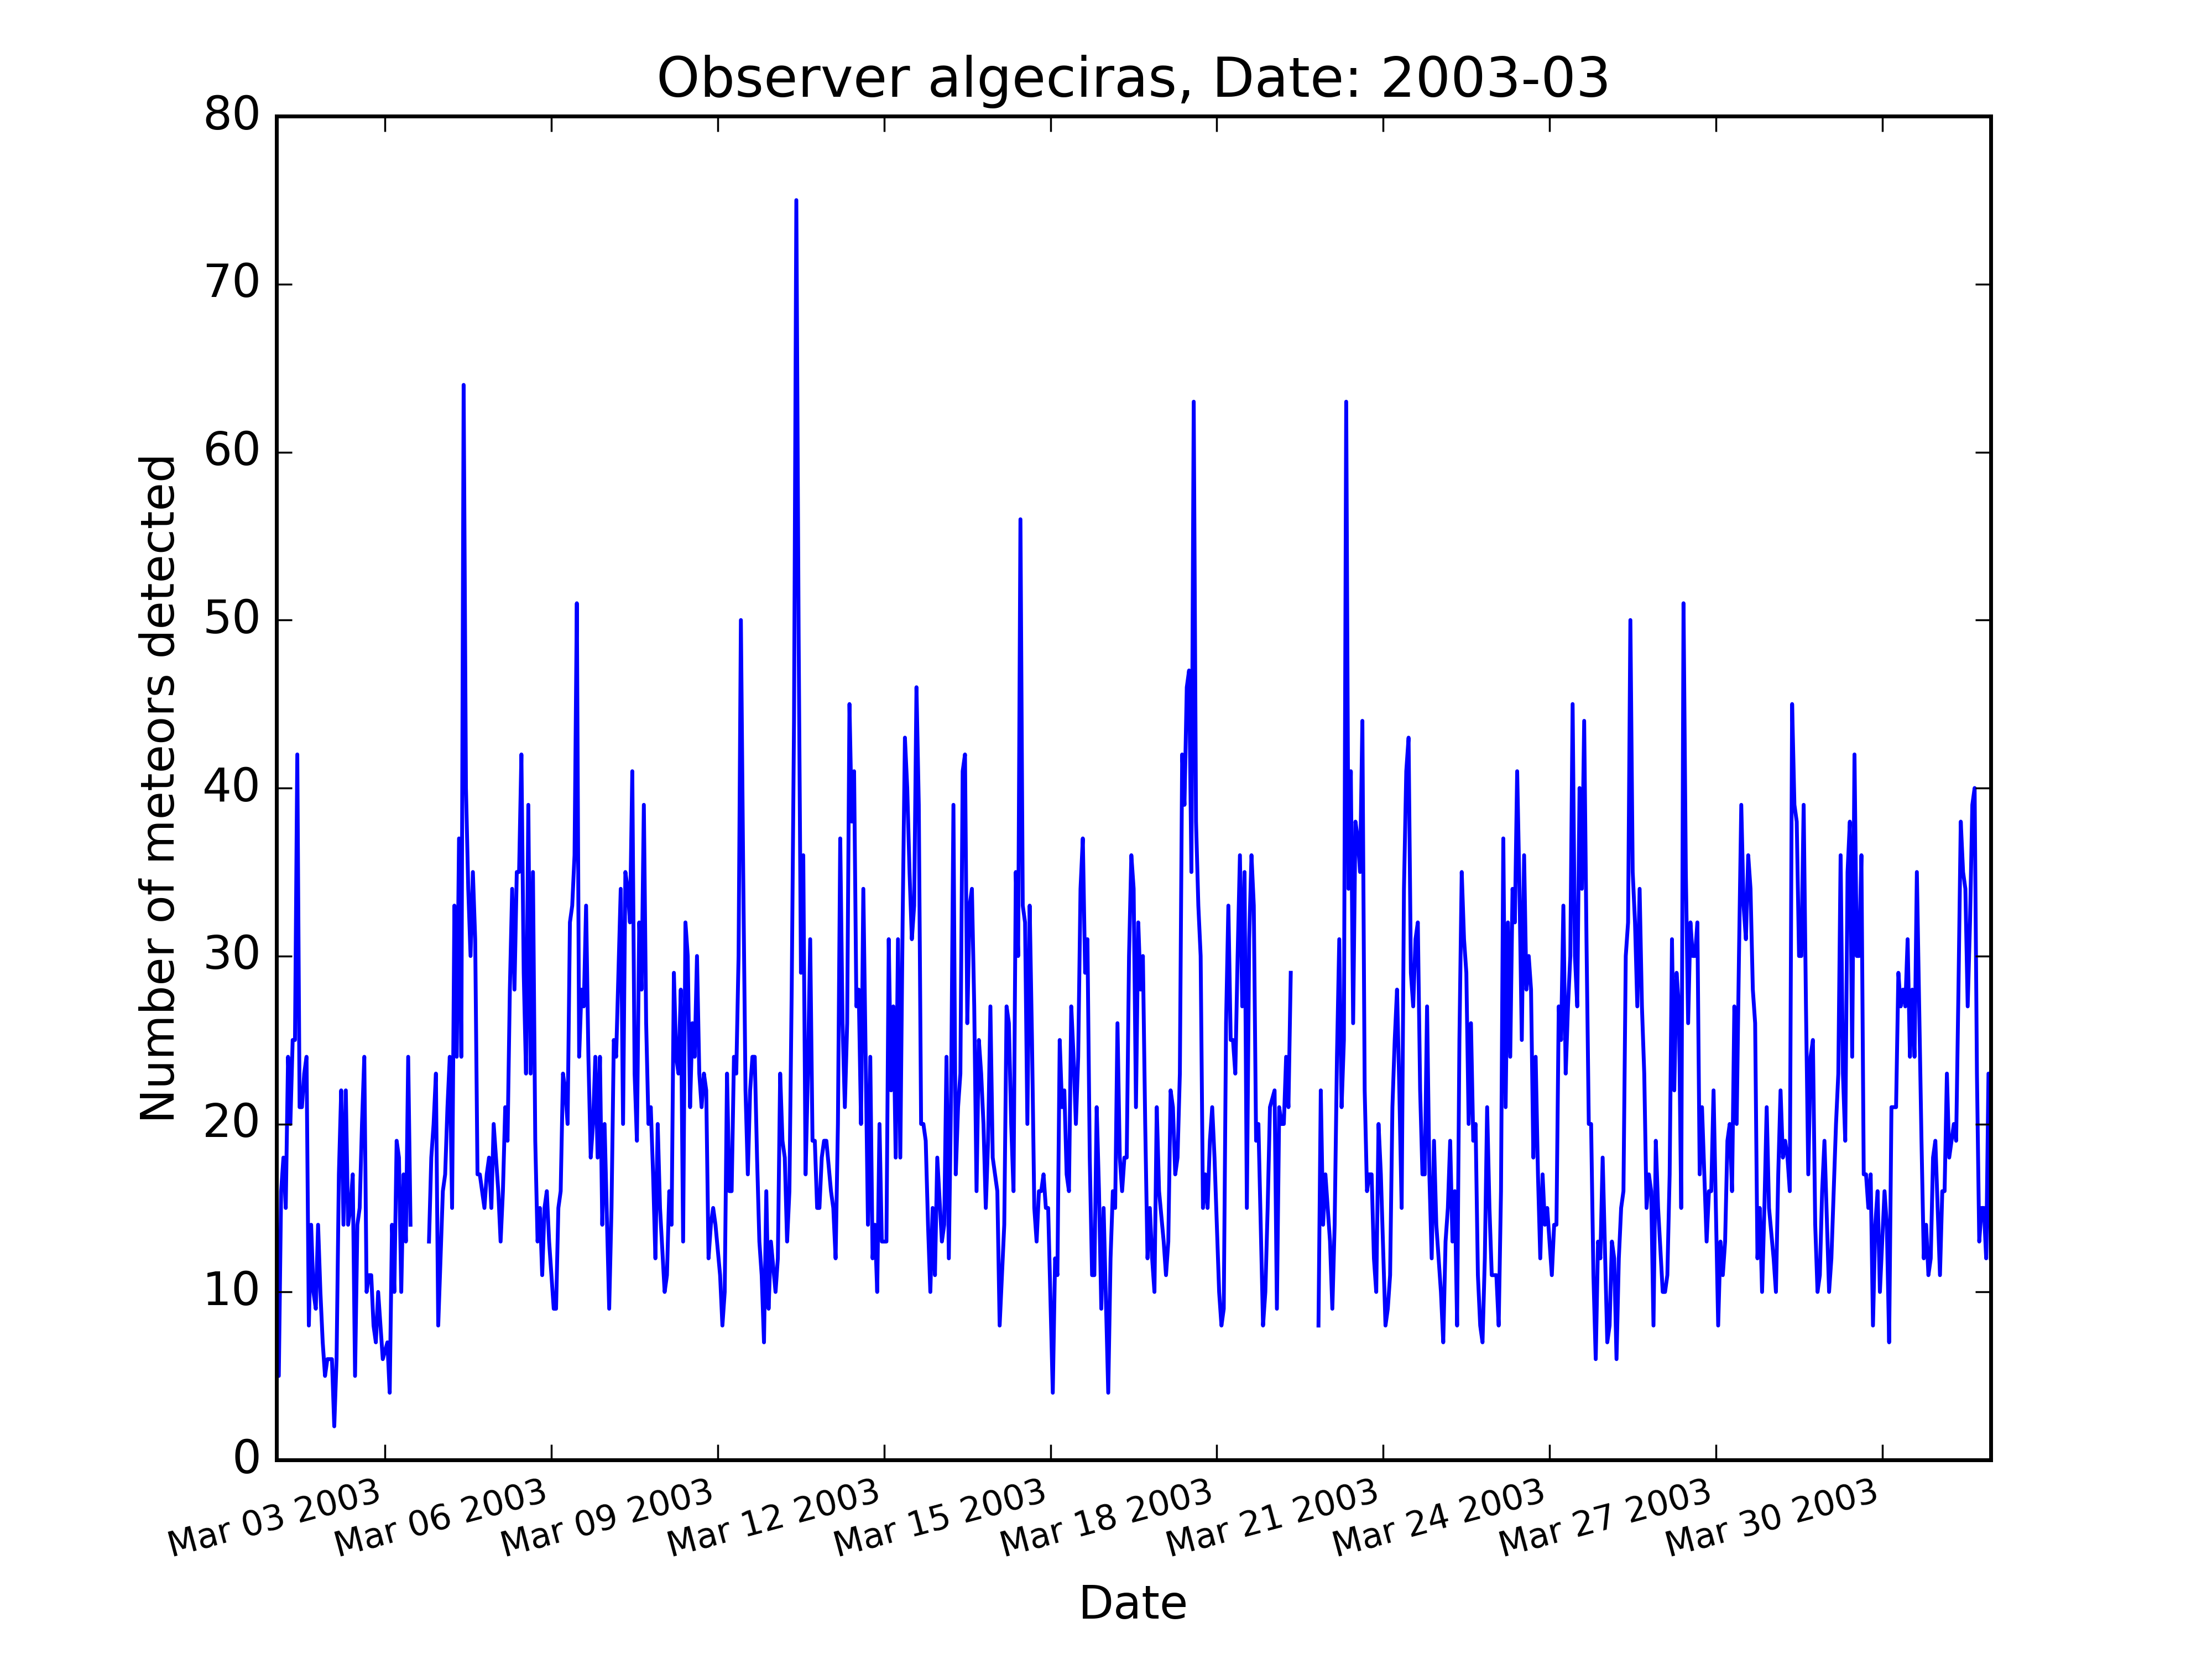 Observer algeciras, Date: 2003-03
Number of meteors detected
80
70
60
50
40
30
20
10
0
Mar 03 2003
Mar 06 2003
Mar 09 2003
Mar 12 2003
Mar 15 2003
Mar 18 2003
Mar 21 2003
Mar 24 2003
Mar 27 2003
Mar 30 2003
Date